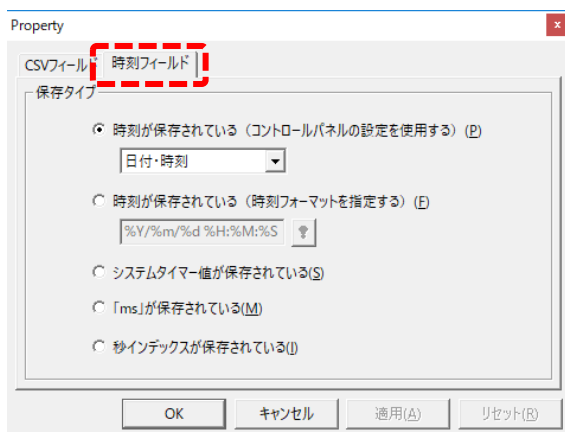 Property
x
CSVフィール 時刻フィールド
保存タイプ
時刻が保存されている（コントロールパネルの設定を使用する）(P)
日付・時刻
時刻が保存されている（時刻フォーマットを指定する）(F)
%Y/%m/%d %H:%M:%S
システムタイマー値が保存されている(S)
「ms」が保存されている(M)
秒インデックスが保存されている(I)
OK キャンセル 適用(A) リセット(R)